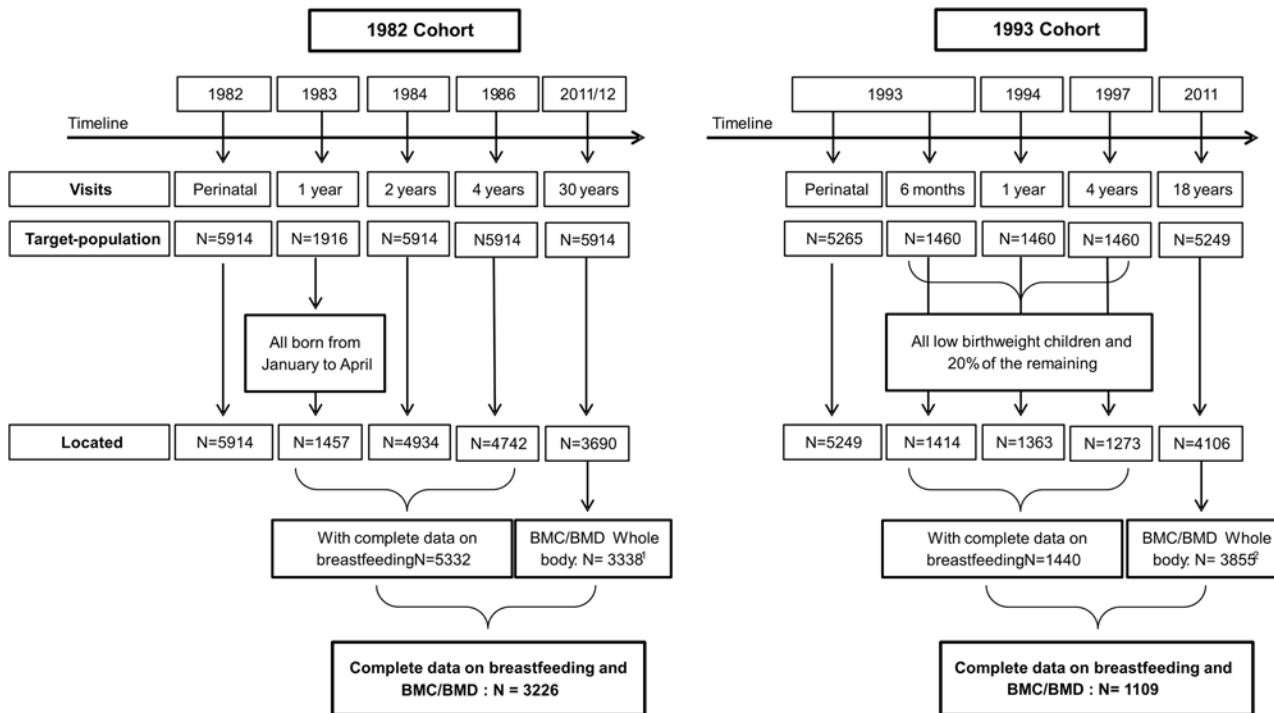 1982 Cohort
1982 1983 1984 1986 2011/12
Timeline
Visits Perinatal 1 year 2 years 4 years 30 years
Target-population N=5914 N=1916 N=5914 N5914 N=5914
All born from
January to April
Located N=5914 N=1457 N=4934 N=4742 N=3690
With complete data on
breastfeedingN=5332
BMC/BMD Whole
body: N= 3338¹
Complete data on breastfeeding and
BMC/BMD : N = 3226
1993 Cohort
1993 1994 1997 2011
Timeline
Perinatal 6 months 1 year 4 years 18 years
N=5265 N=1460 N=1460 N=1460 N=5249
All low birthweight children and
20% of the remaining
N=5249 N=1414 N=1363 N=1273 N=4106
With complete data on
breastfeedingN=1440
BMC/BMD Whole
body: N= 3855²
Complete data on breastfeeding and
BMC/BMD : N= 1109